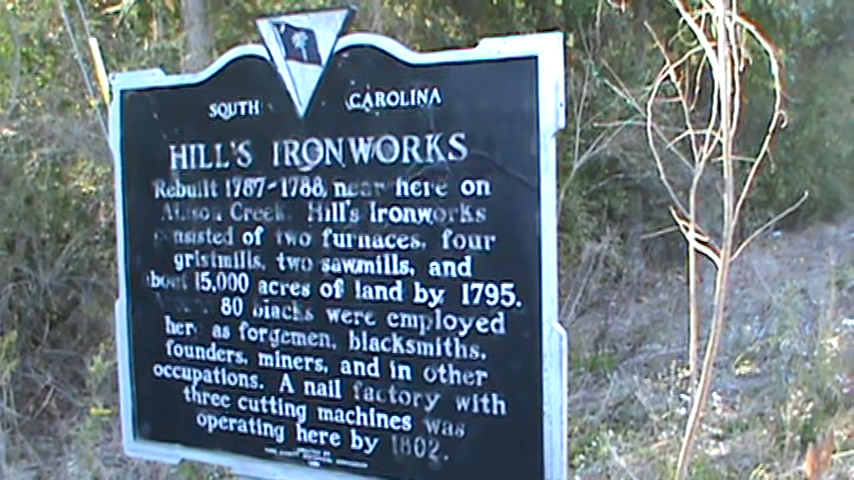 SOUTH CAROLINA
HILL'S IRONWORKS
Rebuilt 1787-1788, near here on
Allison Creek. Hill's Ironworks
consisted of two furnaces, four
gristmills, two sawmills, and
about 15,000 acres of land by 1795.
80 blacks were employed
here as forgemen, blacksmiths,
founders, miners, and in other
occupations. A nail factory with
three cutting machines was
operating here by 1802.